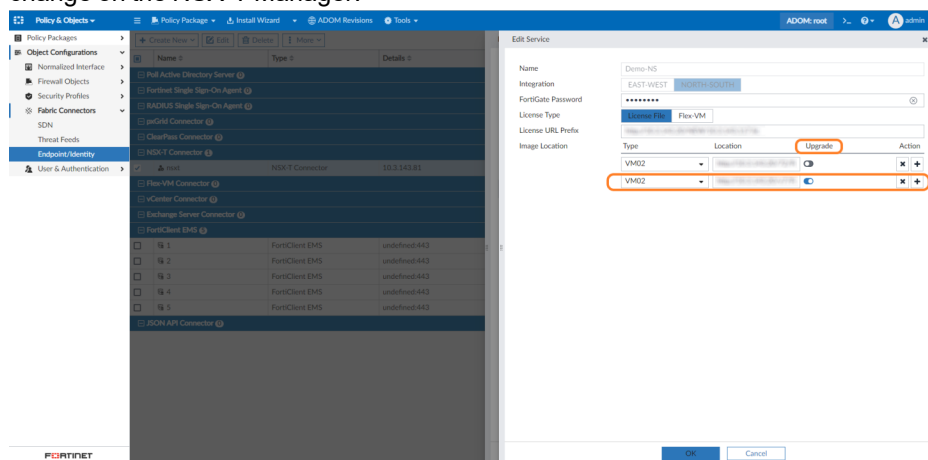 change on the NSX-T Manager.
Policy & Objects
Policy Package
Install Wizard
ADOM Revisions
Tools
ADOM: root
admin
Policy Packages
Object Configurations
Normalized Interface
Firewall Objects
Security Profiles
Fabric Connectors
SDN
Threat Feeds
Endpoint/Identity
User & Authentication
FORTINET
+ Create New
Edit
Delete
More
Name
Type
Details
Poll Active Directory Server (0)
Fortinet Single Sign-On Agent (0)
RADIUS Single Sign-On Agent (0)
pxGrid Connector (0)
ClearPass Connector (0)
NSX-T Connector (1)
root NSX-T Connector 10.3.143.81
Flex-VM Connector (0)
vCenter Connector (0)
Exchange Server Connector (0)
FortiClient EMS (5)
1 FortiClient EMS undefined:443
2 FortiClient EMS undefined:443
3 FortiClient EMS undefined:443
4 FortiClient EMS undefined:443
5 FortiClient EMS undefined:443
JSON API Connector (0)
Edit Service
Name Demo-NS
Integration EAST-WEST NORTH-SOUTH
FortiGate Password ••••••••
License Type License File Flex-VM
License URL Prefix
Image Location Type Location Upgrade Action
VM02
VM02
OK Cancel